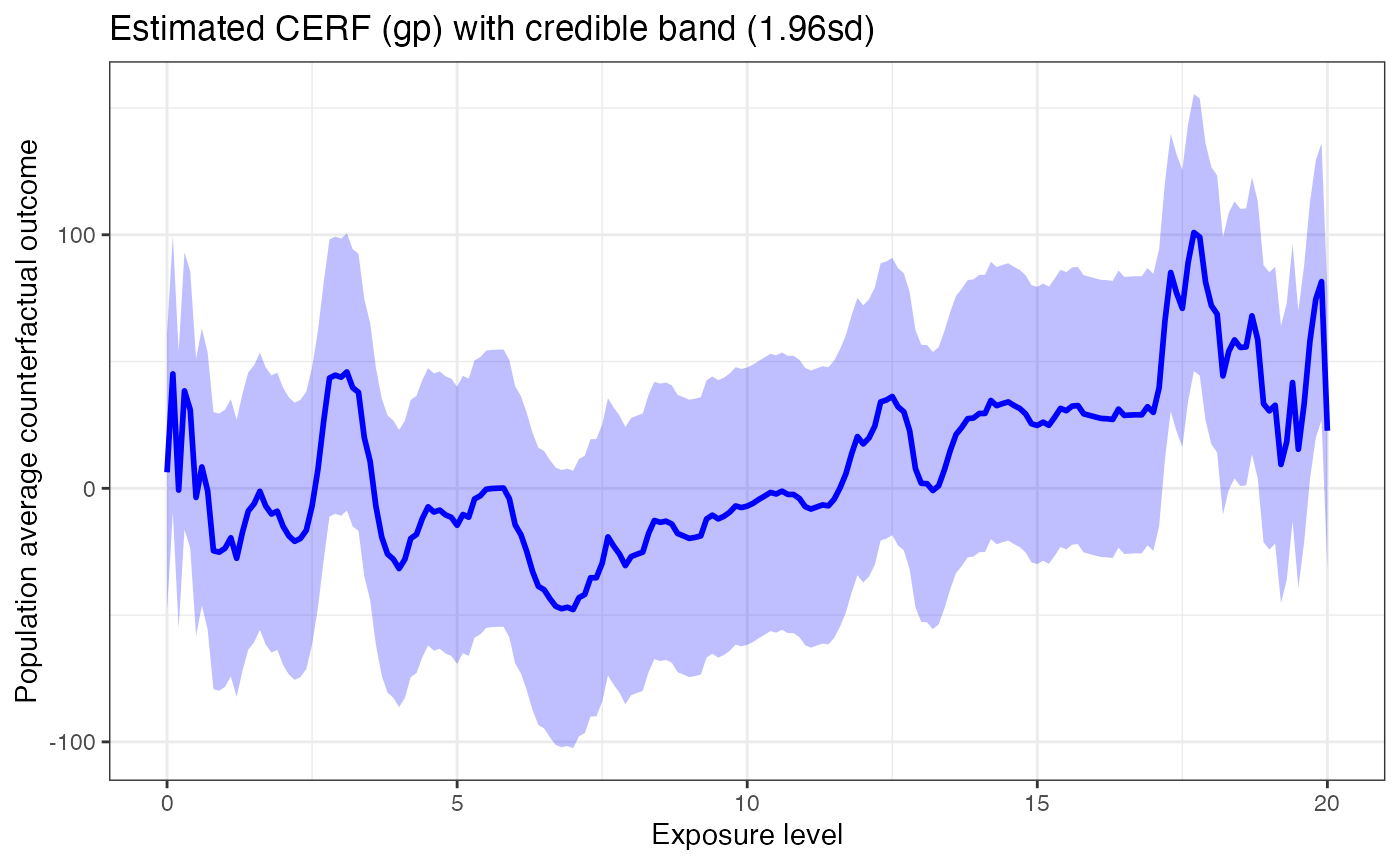 Estimated CERF (gp) with credible band (1.96sd)
Population average counterfactual outcome
100
0
-100
0 5 10 15 20
Exposure level